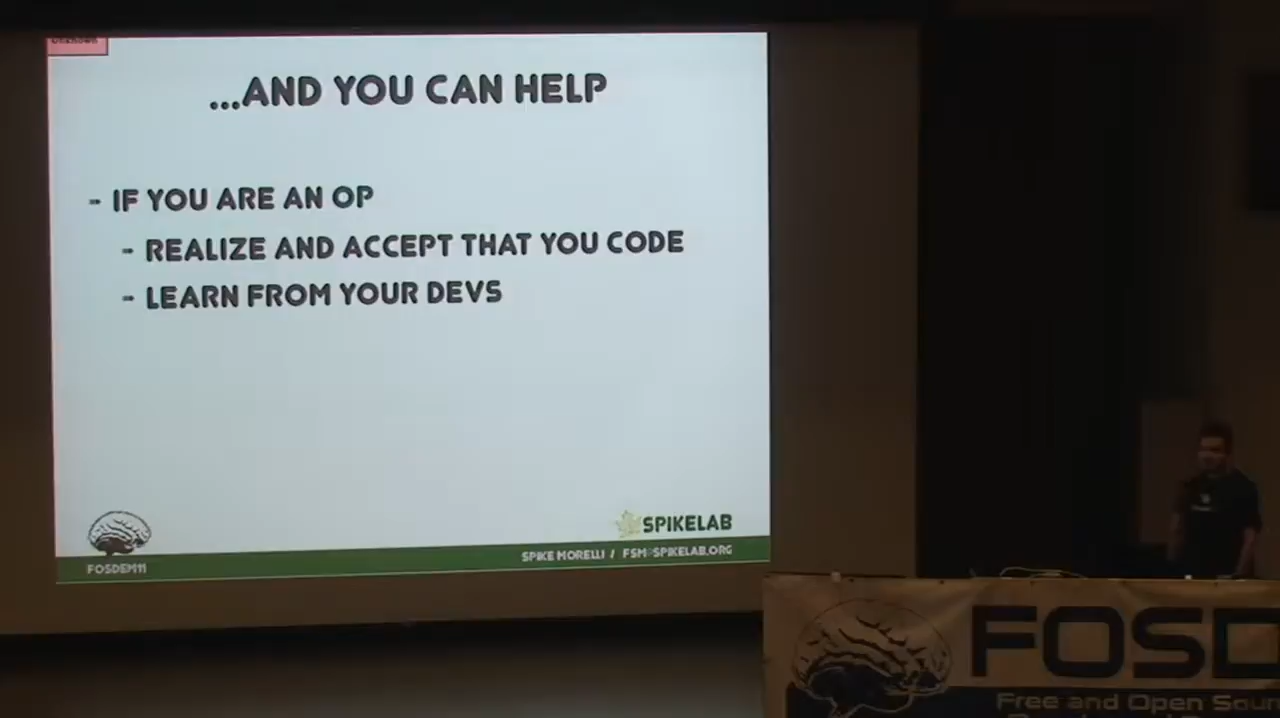 Unknown
...AND YOU CAN HELP
- IF YOU ARE AN OP
- REALIZE AND ACCEPT THAT YOU CODE
- LEARN FROM YOUR DEVS
SPIKELAB
SPIKE MORELLI / FSM@SPIKELAB.ORG
FOSDEM11
FOSD
Free and Open Sour